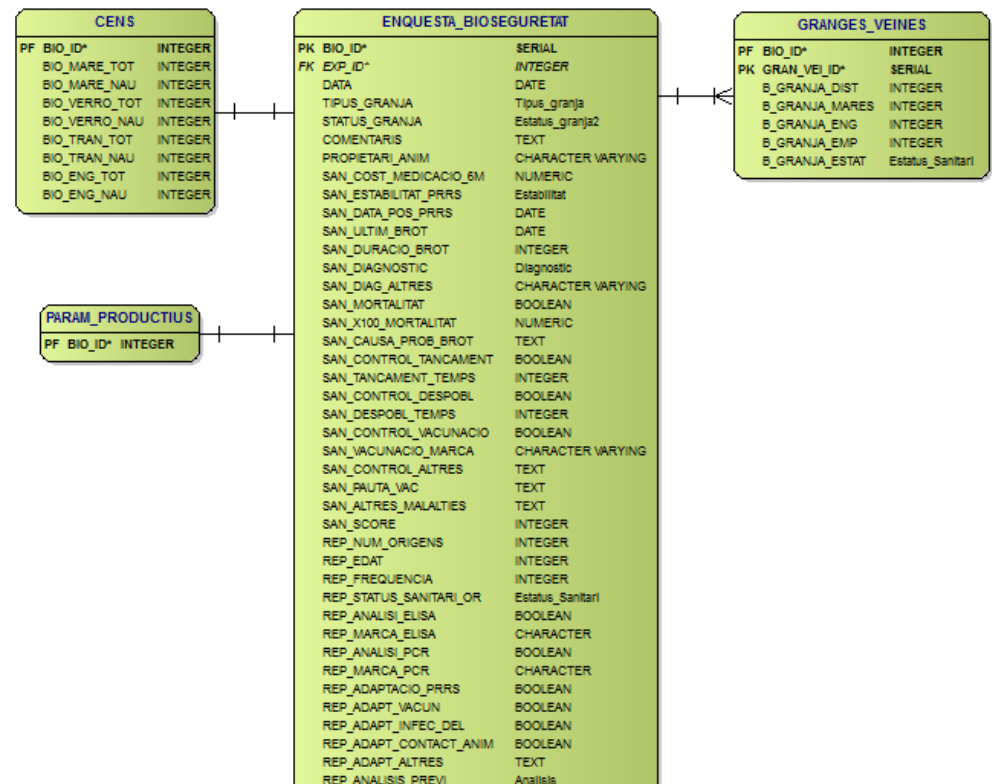 CENS
PF BIO_ID* INTEGER
BIO_MARE_TOT INTEGER
BIO_MARE_NAU INTEGER
BIO_VERRO_TOT INTEGER
BIO_VERRO_NAU INTEGER
BIO_TRAN_TOT INTEGER
BIO_TRAN_NAU INTEGER
BIO_ENG_TOT INTEGER
BIO_ENG_NAU INTEGER
PARAM_PRODUCTIUS
PF BIO_ID* INTEGER
ENQUESTA_BIOSEGURETAT
PK BIO_ID* SERIAL
FK EXP_ID* INTEGER
DATA DATE
TIPUS_GRANJA Tipus_granja
STATUS_GRANJA Estatus_granja2
COMENTARIS TEXT
PROPIETARI_ANIM CHARACTER VARYING
SAN_COST_MEDICACIO_6M NUMERIC
SAN_ESTABILITAT_PRRS Estabilitat
SAN_DATA_POS_PRRS DATE
SAN_ULTIM_BROT DATE
SAN_DURACIO_BROT INTEGER
SAN_DIAGNOSTIC Diagnostic
SAN_DIAG_ALTRES CHARACTER VARYING
SAN_MORTALITAT BOOLEAN
SAN_X100_MORTALITAT NUMERIC
SAN_CAUSA_PROB_BROT TEXT
SAN_CONTROL_TANCAMENT BOOLEAN
SAN_TANCAMENT_TEMPS INTEGER
SAN_CONTROL_DESPOBL BOOLEAN
SAN_DESPOBL_TEMPS INTEGER
SAN_CONTROL_VACUNACIO BOOLEAN
SAN_VACUNACIO_MARCA CHARACTER VARYING
SAN_CONTROL_ALTRES TEXT
SAN_PAUTA_VAC TEXT
SAN_ALTRES_MALALTIES TEXT
SAN_SCORE INTEGER
REP_NUM_ORIGENS INTEGER
REP_EDAT INTEGER
REP_FREQUENCIA INTEGER
REP_STATUS_SANITARI_OR Estatus_Sanitari
REP_ANALISI_ELISA BOOLEAN
REP_MARCA_ELISA CHARACTER
REP_ANALISI_PCR BOOLEAN
REP_MARCA_PCR CHARACTER
REP_ADAPTACIO_PRRS BOOLEAN
REP_ADAPT_VACUN BOOLEAN
REP_ADAPT_INFEC_DEL BOOLEAN
REP_ADAPT_CONTACT_ANIM BOOLEAN
REP_ADAPT_ALTRES TEXT
REP_ANALISIS_PREVI Analisis
GRANGES_VEINES
PF BIO_ID* INTEGER
PK GRAN_VEI_ID* SERIAL
B_GRANJA_DIST INTEGER
B_GRANJA_MARES INTEGER
B_GRANJA_ENG INTEGER
B_GRANJA_EMP INTEGER
B_GRANJA_ESTAT Estatus_Sanitari